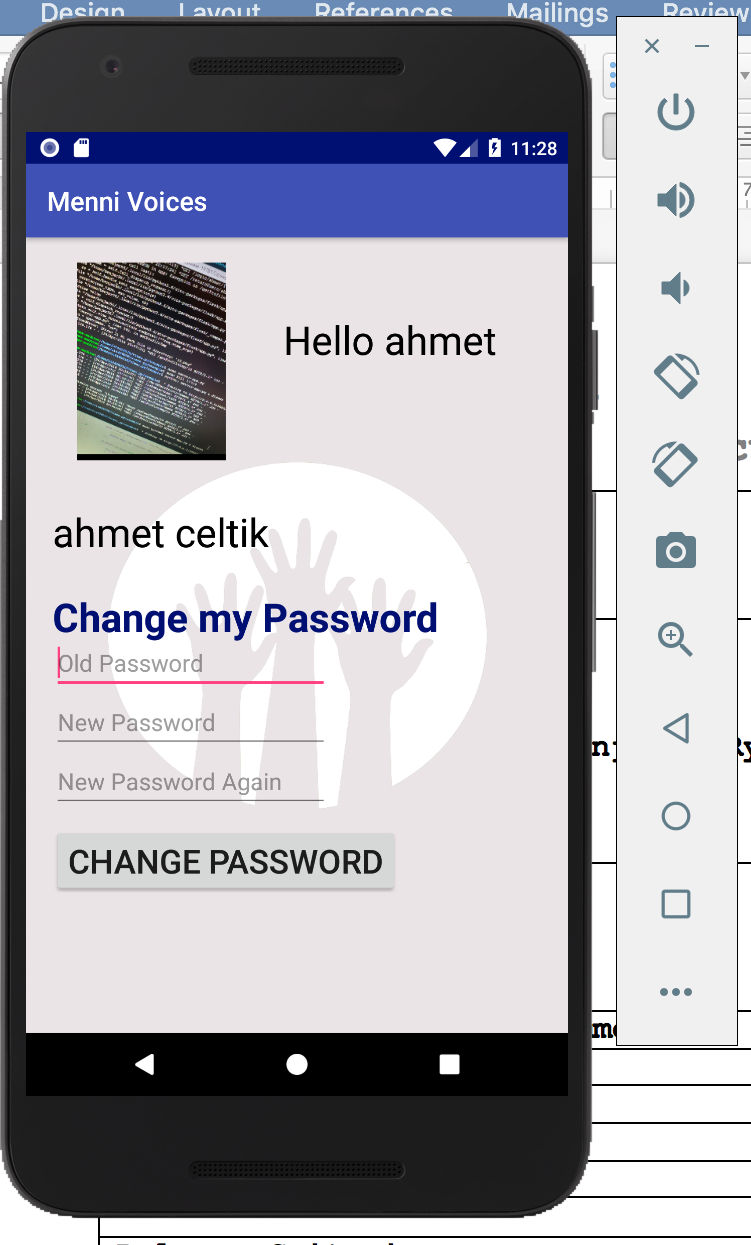 Design Layout References Mailings Review
11:28
Menni Voices
Hello ahmet
ahmet celtik
Change my Password
Old Password
New Password
New Password Again
CHANGE PASSWORD